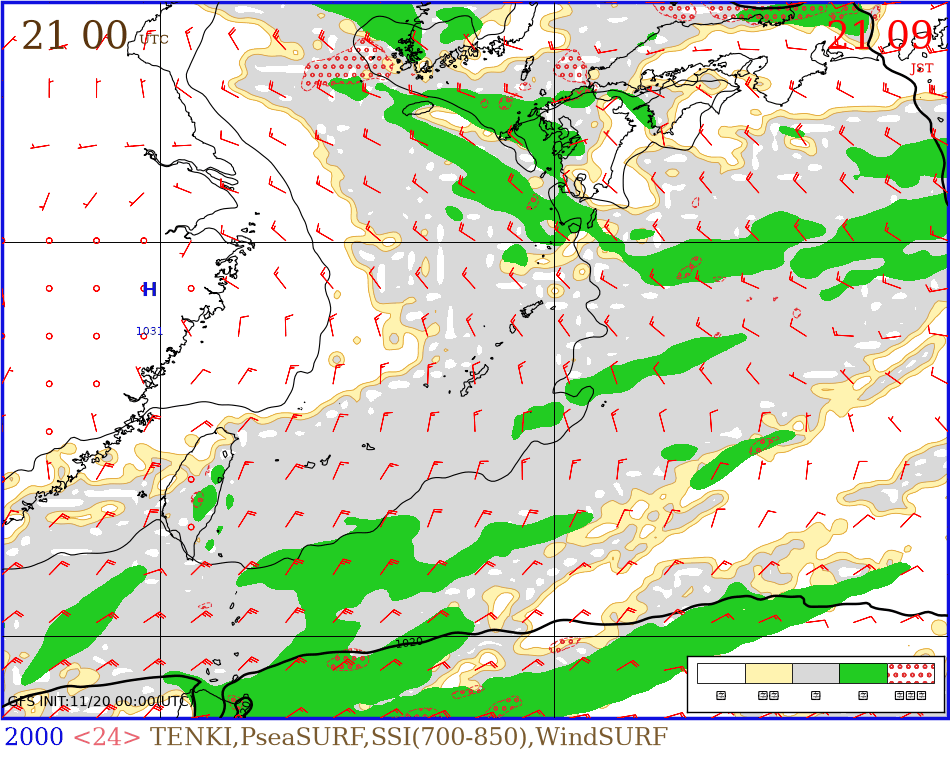 21 00 UTC
21 09
JST
H
1031
1020
GFS INIT:11/20 00:00(UTC)
2000 <24> TENKI,PseaSURF,SSI(700-850),WindSURF